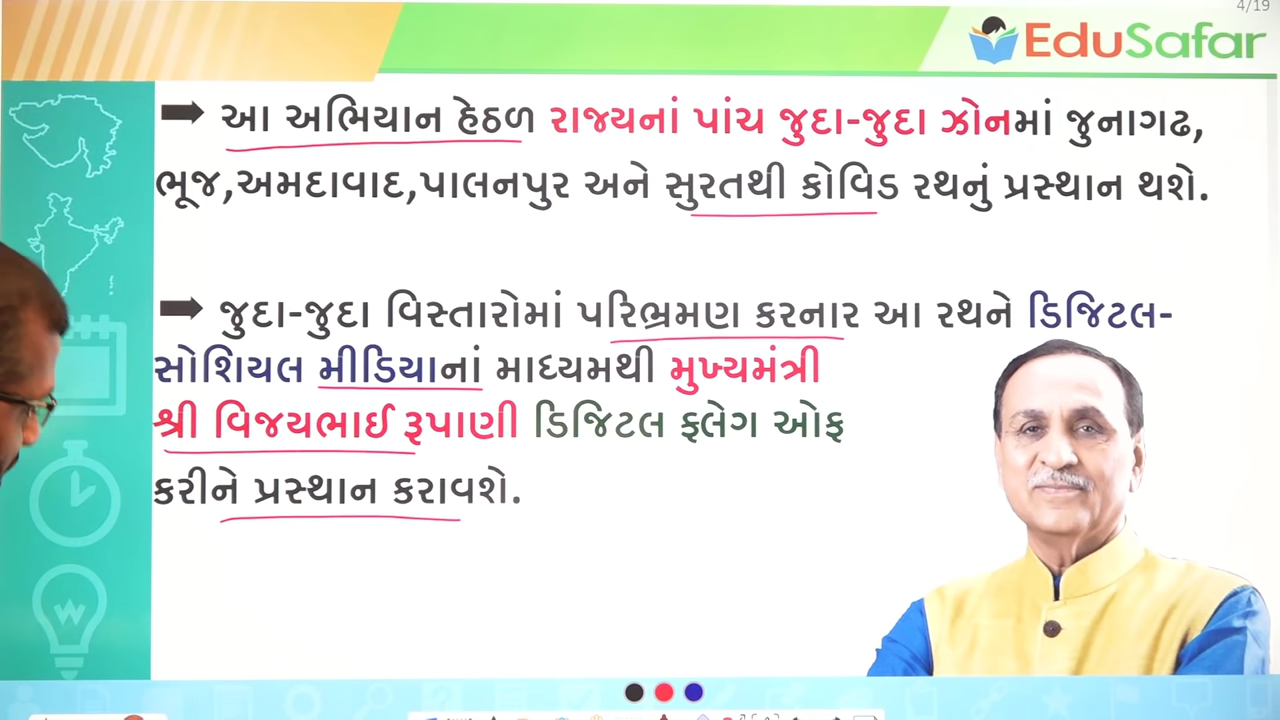 4/19
EduSafar
આ અભિયાન હેઠળ રાજ્યનાં પાંચ જુદા-જુદા ઝોનમાં જુનાગઢ,
ભૂજ,અમદાવાદ,પાલનપુર અને સુરતથી કોવિડ રથનું પ્રસ્થાન થશે.
જુદા-જુદા વિસ્તારોમાં પરિભ્રમણ કરનાર આ રથને ડિજિટલ-
સોશિયલ મીડિયાનાં માધ્યમથી મુખ્યમંત્રી
શ્રી વિજયભાઈ રૂપાણી ડિજિટલ ફ્લેગ ઓફ
કરીને પ્રસ્થાન કરાવશે.